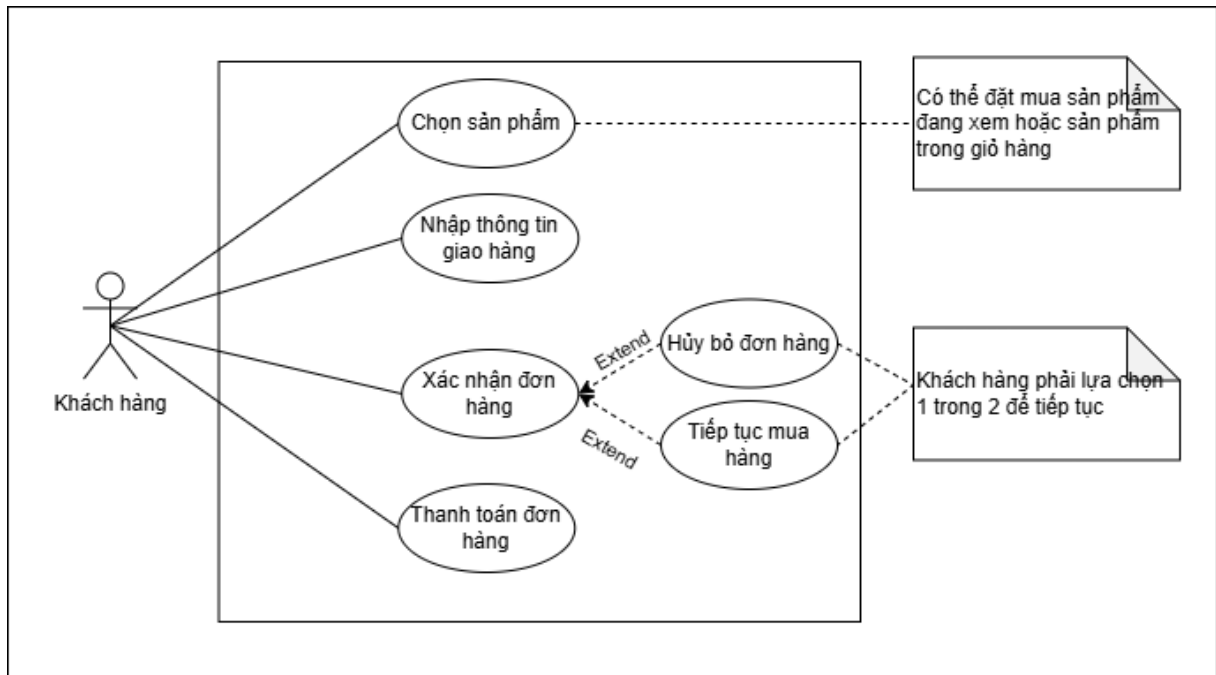 Chọn sản phẩm
Có thể đặt mua sản phẩm
đang xem hoặc sản phẩm
trong giỏ hàng
Nhập thông tin
giao hàng
Khách hàng
Xác nhận đơn
hàng
Extend
Hủy bỏ đơn hàng
Extend
Tiếp tục mua
hàng
Khách hàng phải lựa chọn
1 trong 2 để tiếp tục
Thanh toán đơn
hàng